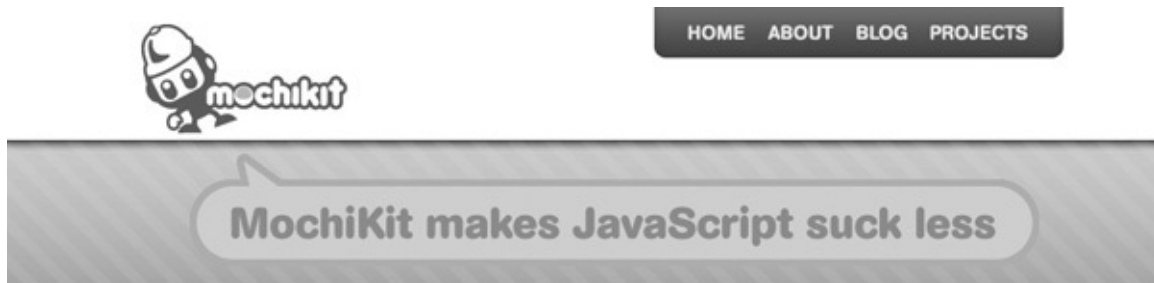 HOME ABOUT BLOG PROJECTS
mochikit
MochiKit makes JavaScript suck less